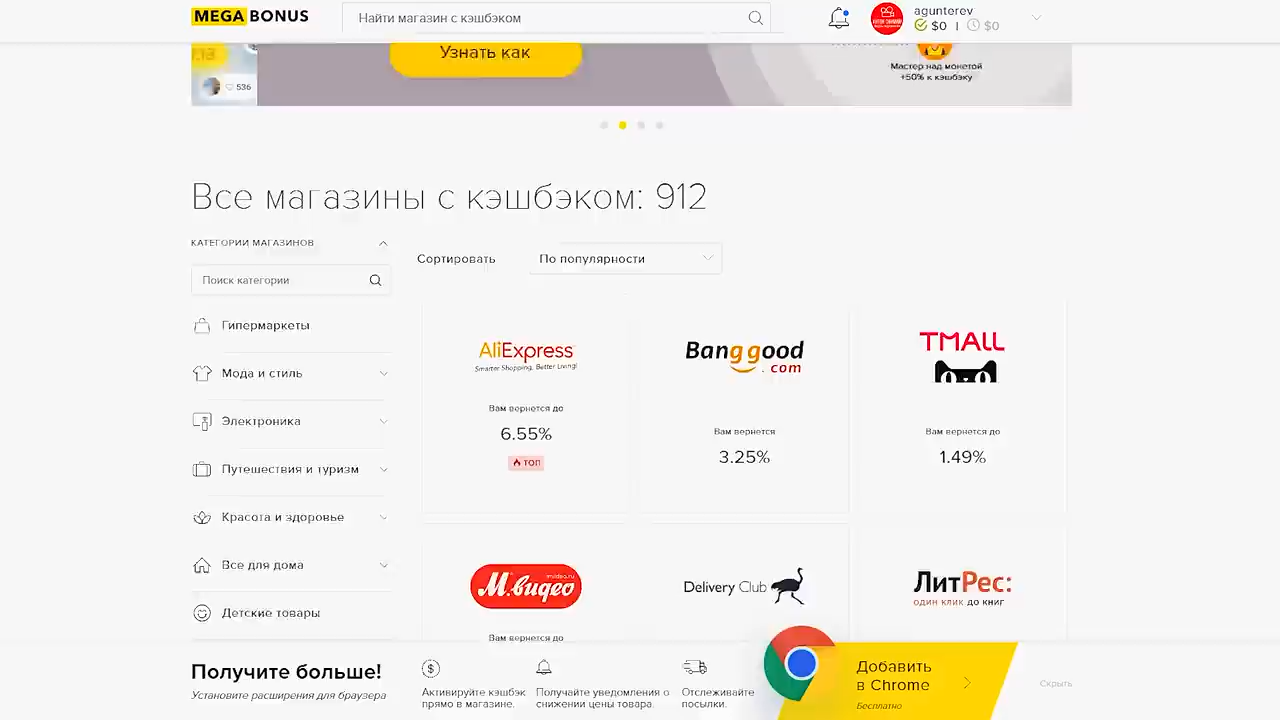 MEGA BONUS
Найти магазин с кэшбэком
agunterev
$0 | $0
Узнать как
536
Мастер над монетой
+50% к кэшбэку
Все магазины с кэшбэком: 912
КАТЕГОРИИ МАГАЗИНОВ
Поиск категории
Гипермаркеты
Мода и стиль
Электроника
Путешествия и туризм
Красота и здоровье
Все для дома
Детские товары
Сортировать
По популярности
AliExpress
Smarter Shopping, Better Living!
Вам вернется до
6.55%
ТОП
Banggood
.com
Вам вернется
3.25%
TMALL
Вам вернется до
1.49%
М.видео
Вам вернется до
Delivery Club
ЛитРес:
ОДИН КЛИК ДО КНИГ
Получите больше!
Установите расширения для браузера
Активируйте кэшбэк
прямо в магазине.
Получайте уведомления о
снижении цены товара.
Отслеживайте
посылки.
Добавить
в Chrome
Бесплатно
Скрыть